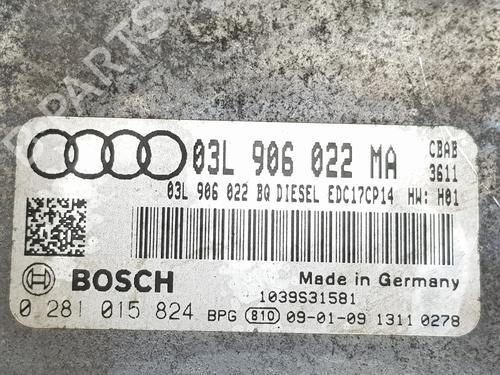 03L 906 022 MA CBAB
3611
03L 906 022 BQ DIESEL EDC17CP14 HW: H01
BOSCH Made in Germany
1039S31581
0 281 015 824 BPG 810 09-01-09 1311 0278
B-PARTS